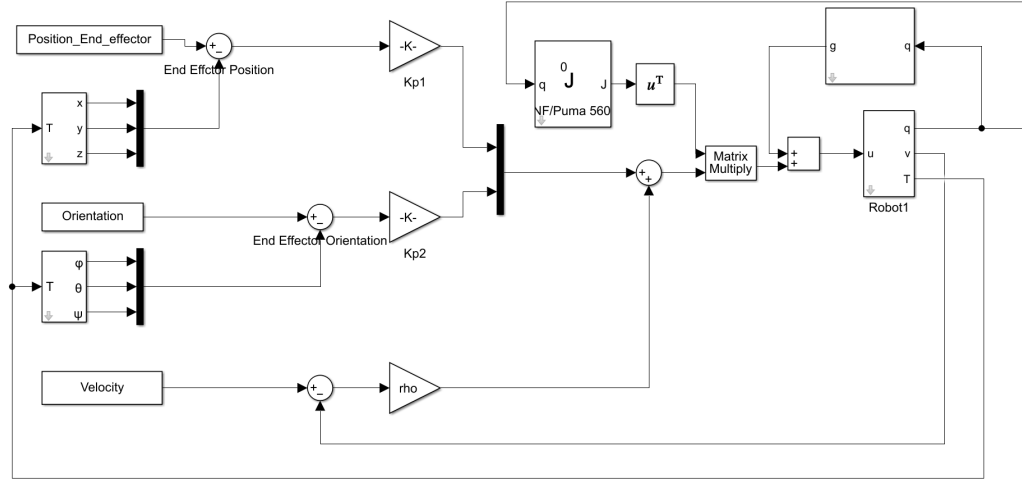 Position_End_effector
+
−
End Effctor Position
-K-
Kp1
T
x
y
z
Orientation
+
−
End Effector Orientation
-K-
Kp2
T
φ
θ
ψ
Velocity
+
−
rho
+
+
q
0
J
J
NF/Puma 560
uᵀ
Matrix
Multiply
+
+
g
q
u
q
v
T
Robot1